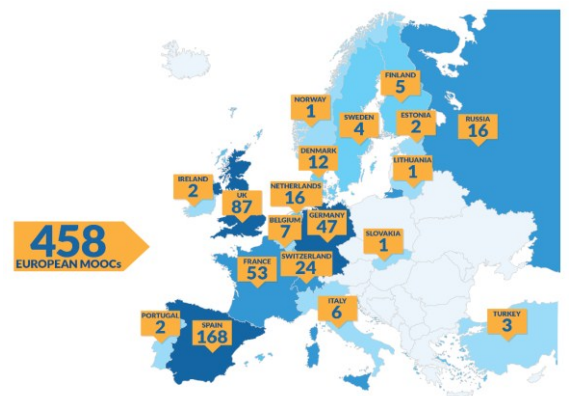 FINLAND
5
NORWAY
1
SWEDEN
4
ESTONIA
2
RUSSIA
16
DENMARK
12
LITHUANIA
1
IRELAND
2
UK
87
NETHERLANDS
16
BELGIUM
7
GERMANY
47
SLOVAKIA
1
458
EUROPEAN MOOCs
FRANCE
53
SWITZERLAND
24
ITALY
6
PORTUGAL
2
SPAIN
168
TURKEY
3